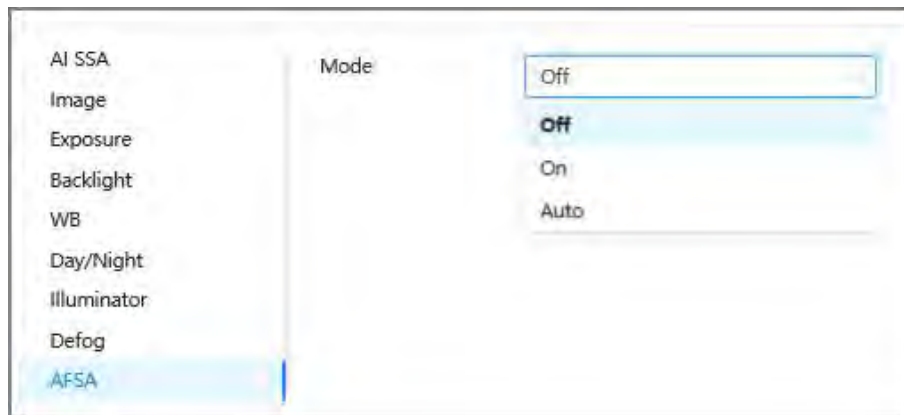 AI SSA
Image
Exposure
Backlight
WB
Day/Night
Illuminator
Defog
AFSA
Mode
Off
Off
On
Auto